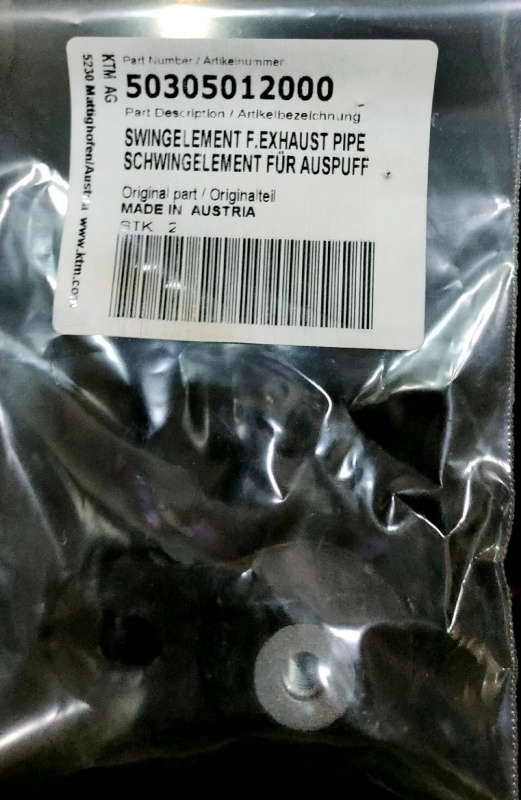 Part Number / Artikelnummer
50305012000
Part Description / Artikelbezeichnung
SWINGELEMENT F.EXHAUST PIPE
SCHWINGELEMENT FÜR AUSPUFF
Original part / Originalteil
MADE IN AUSTRIA
STK 2
KTM AG
5230 Mattighofen/Austria www.ktm.com